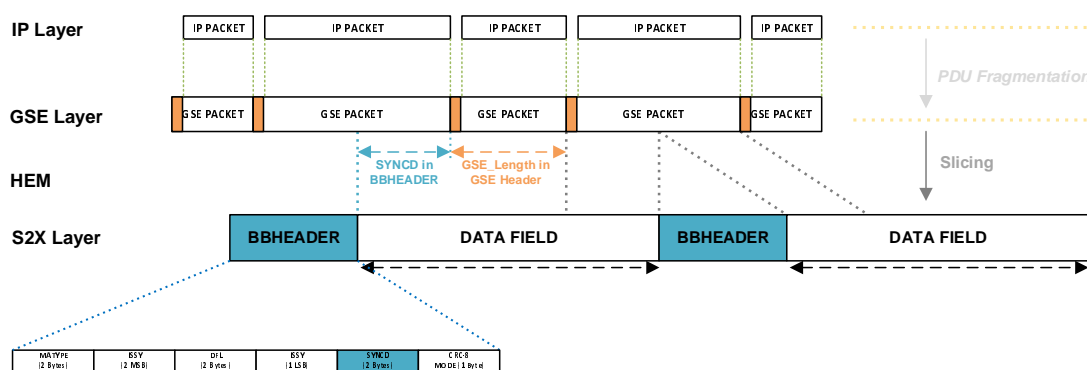 IP Layer
IP PACKET
IP PACKET
IP PACKET
IP PACKET
IP PACKET
PDU Fragmentation
GSE Layer
GSE PACKET
GSE PACKET
GSE PACKET
GSE PACKET
GSE PACKET
SYNCD in
BBHEADER
GSE_Length in
GSE Header
Slicing
HEM
S2X Layer
BBHEADER
DATA FIELD
BBHEADER
DATA FIELD
MATYPE
(2 Bytes)
ISSY
(2 MSB)
DFL
(2 Bytes)
ISSY
(1 LSB)
SYNCD
(2 Bytes)
CRC-8
MODE (1 Byte)